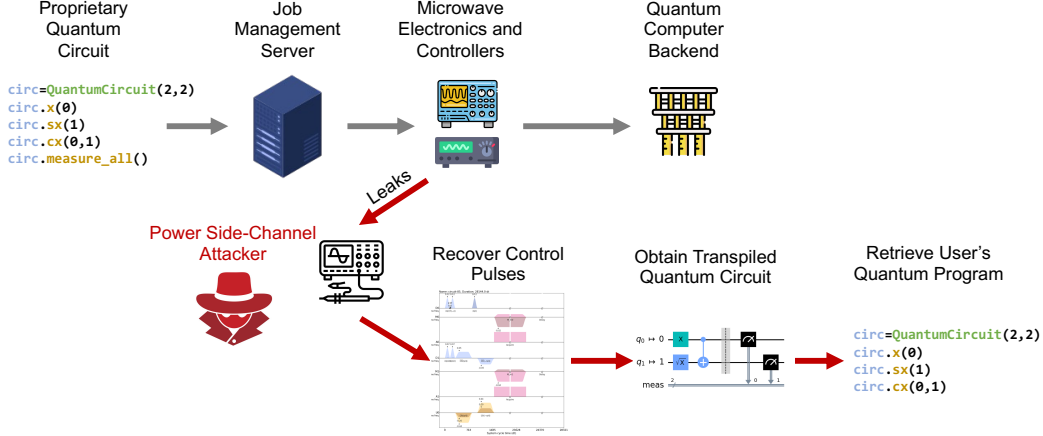 Proprietary
Quantum
Circuit
Job
Management
Server
Microwave
Electronics and
Controllers
Quantum
Computer
Backend
circ=QuantumCircuit(2,2)
circ.x(0)
circ.sx(1)
circ.cx(0,1)
circ.measure_all()
Leaks
Power Side-Channel
Attacker
Recover Control
Pulses
Obtain Transpiled
Quantum Circuit
Retrieve User's
Quantum Program
q0 ↦ 0
X
q1 ↦ 1
√X
meas
2
0
1
circ=QuantumCircuit(2,2)
circ.x(0)
circ.sx(1)
circ.cx(0,1)